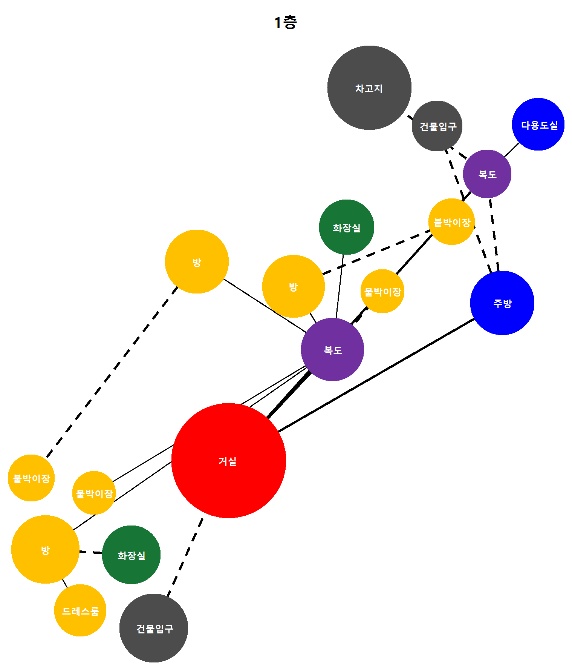 1층
차고지
건물입구
다용도실
복도
붙박이장
화장실
방
방
붙박이장
주방
복도
거실
붙박이장
붙박이장
방
화장실
드레스룸
건물입구